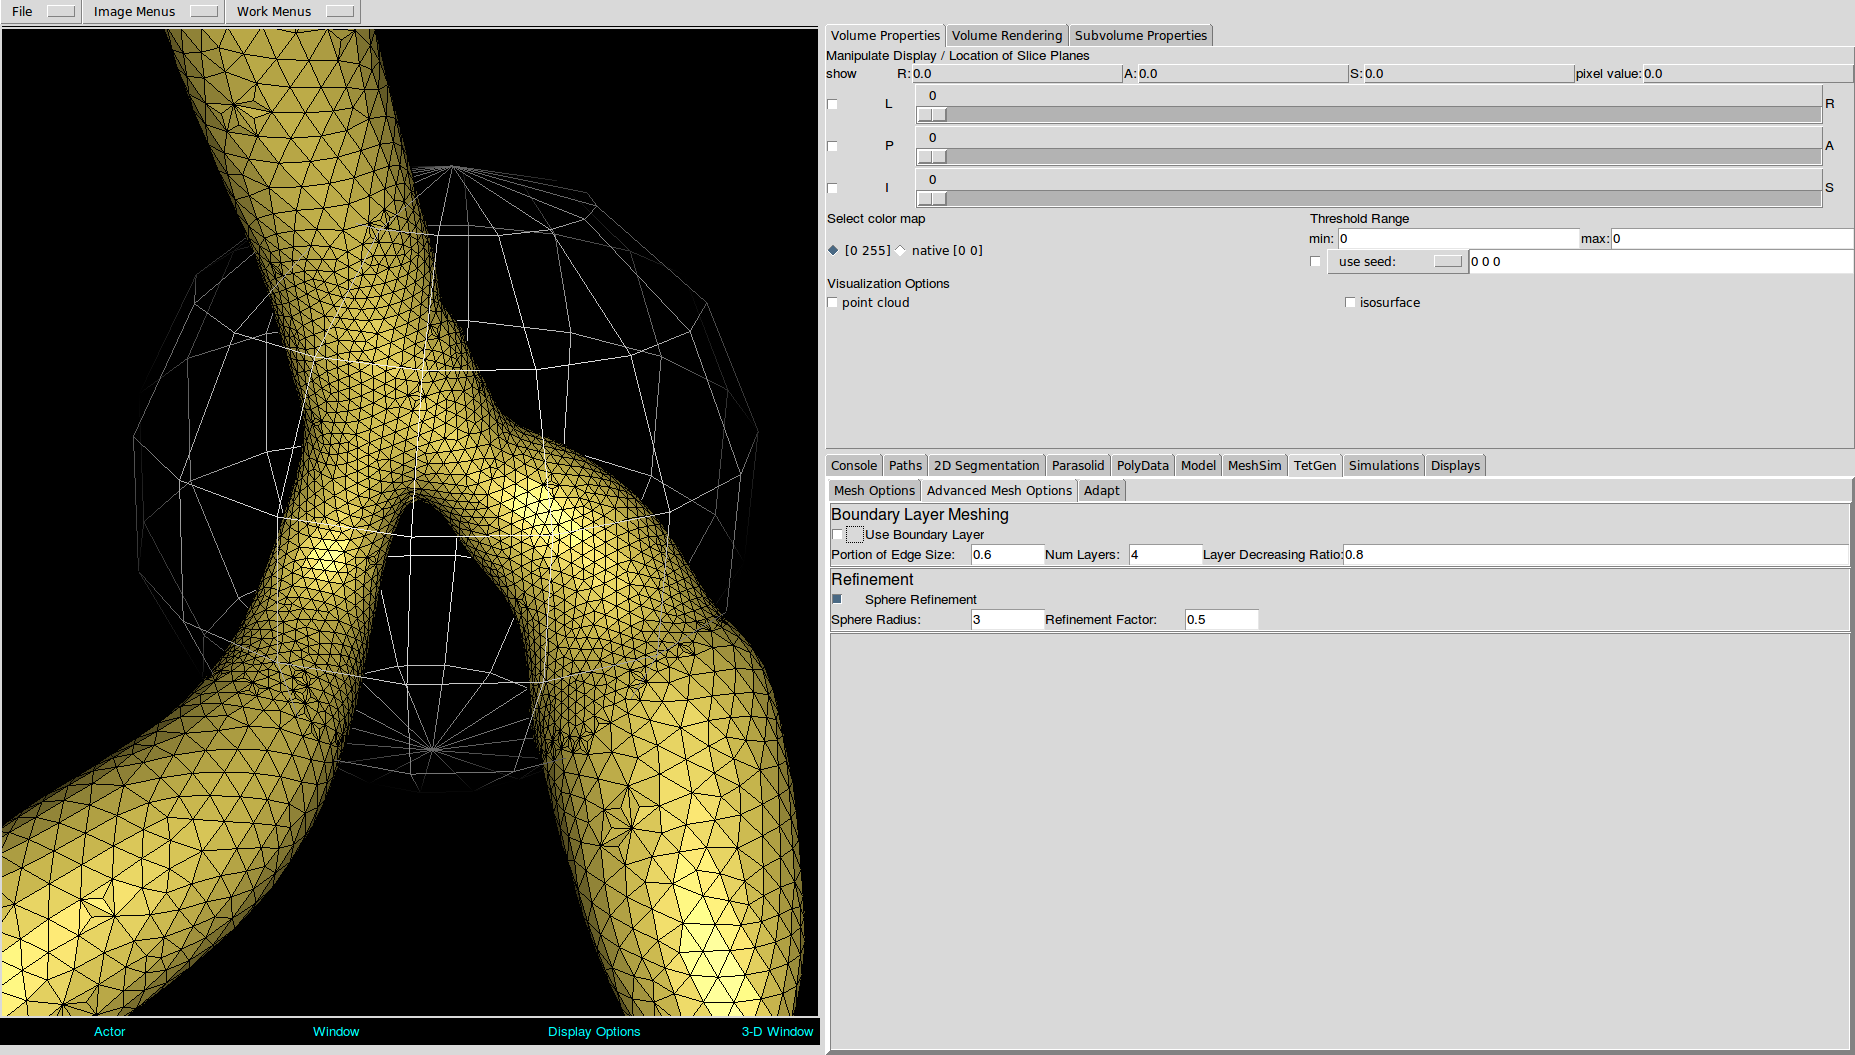 File Image Menus Work Menus
Volume Properties Volume Rendering Subvolume Properties
Manipulate Display / Location of Slice Planes
show R: 0.0 A: 0.0 S: 0.0 pixel value: 0.0
0
L R
0
P A
0
I S
Select color map Threshold Range
min: 0 max: 0
[0 255] native [0 0]
use seed: 0 0 0
Visualization Options
point cloud isosurface
Console Paths 2D Segmentation Parasolid PolyData Model MeshSim TetGen Simulations Displays
Mesh Options Advanced Mesh Options Adapt
Boundary Layer Meshing
Use Boundary Layer
Portion of Edge Size: 0.6 Num Layers: 4 Layer Decreasing Ratio: 0.8
Refinement
Sphere Refinement
Sphere Radius: 3 Refinement Factor: 0.5
Actor Window Display Options 3-D Window